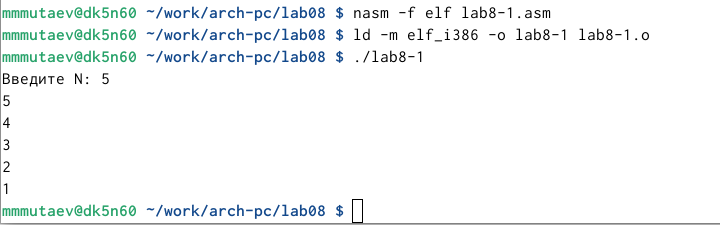 mmmutaev@dk5n60 ~/work/arch-pc/lab08 $ nasm -f elf lab8-1.asm
mmmutaev@dk5n60 ~/work/arch-pc/lab08 $ ld -m elf_i386 -o lab8-1 lab8-1.o
mmmutaev@dk5n60 ~/work/arch-pc/lab08 $ ./lab8-1
Введите N: 5
5
4
3
2
1
mmmutaev@dk5n60 ~/work/arch-pc/lab08 $